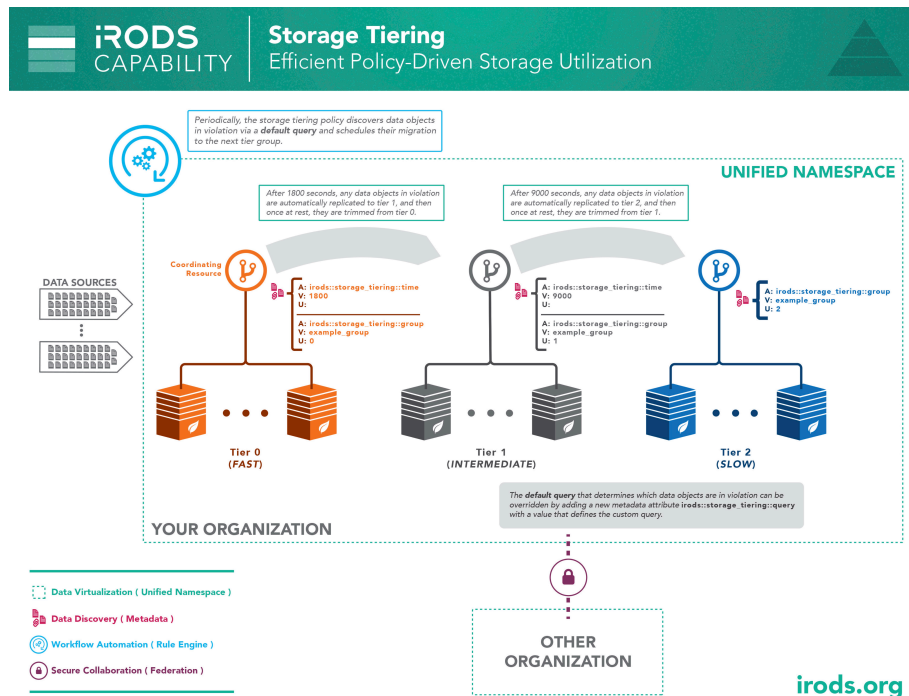 iRODS
CAPABILITY
Storage Tiering
Efficient Policy-Driven Storage Utilization
Periodically, the storage tiering policy discovers data objects
in violation via a default query and schedules their migration
to the next tier group.
UNIFIED NAMESPACE
After 1800 seconds, any data objects in violation
are automatically replicated to tier 1, and then
once at rest, they are trimmed from tier 0.
After 9000 seconds, any data objects in violation
are automatically replicated to tier 2, and then
once at rest, they are trimmed from tier 1.
Coordinating
Resource
DATA SOURCES
A: irods::storage_tiering::time
V: 1800
U:
A: irods::storage_tiering::group
V: example_group
U: 0
A: irods::storage_tiering::time
V: 9000
U:
A: irods::storage_tiering::group
V: example_group
U: 1
A: irods::storage_tiering::group
V: example_group
U: 2
Tier 0
(FAST)
Tier 1
(INTERMEDIATE)
Tier 2
(SLOW)
The default query that determines which data objects are in violation can be
overridden by adding a new metadata attribute irods::storage_tiering::query
with a value that defines the custom query.
YOUR ORGANIZATION
Data Virtualization ( Unified Namespace )
Data Discovery ( Metadata )
Workflow Automation ( Rule Engine )
Secure Collaboration ( Federation )
OTHER
ORGANIZATION
irods.org